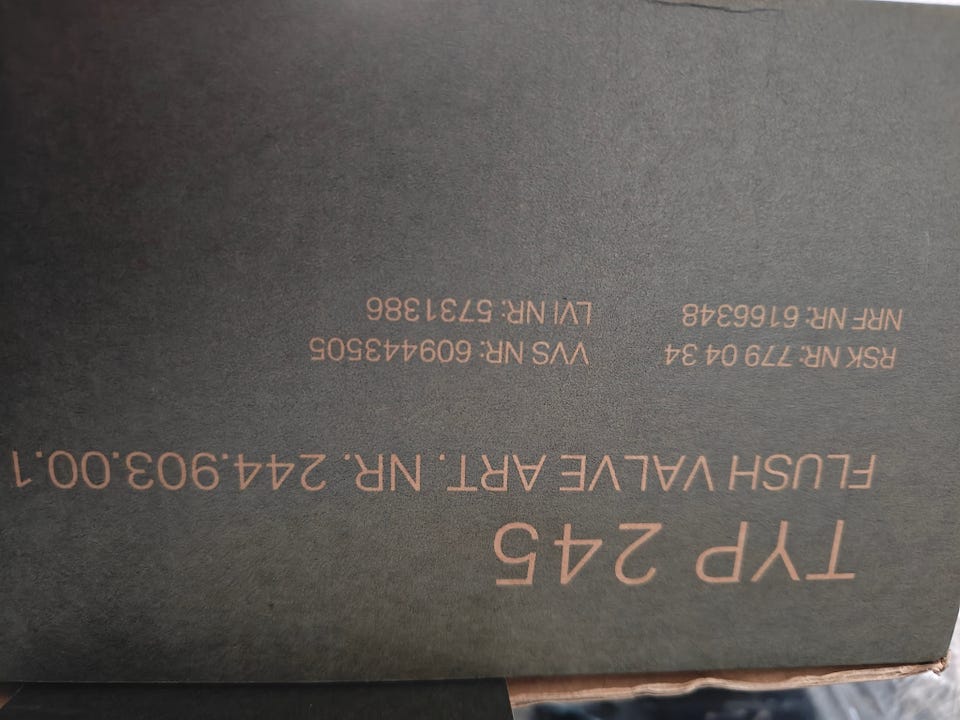 TYP 245
FLUSH VALVE ART. NR. 244.903.00.1
RSK NR: 779 04 34 VVS NR: 609443505
NRF NR: 6166348 LVI NR: 5731386